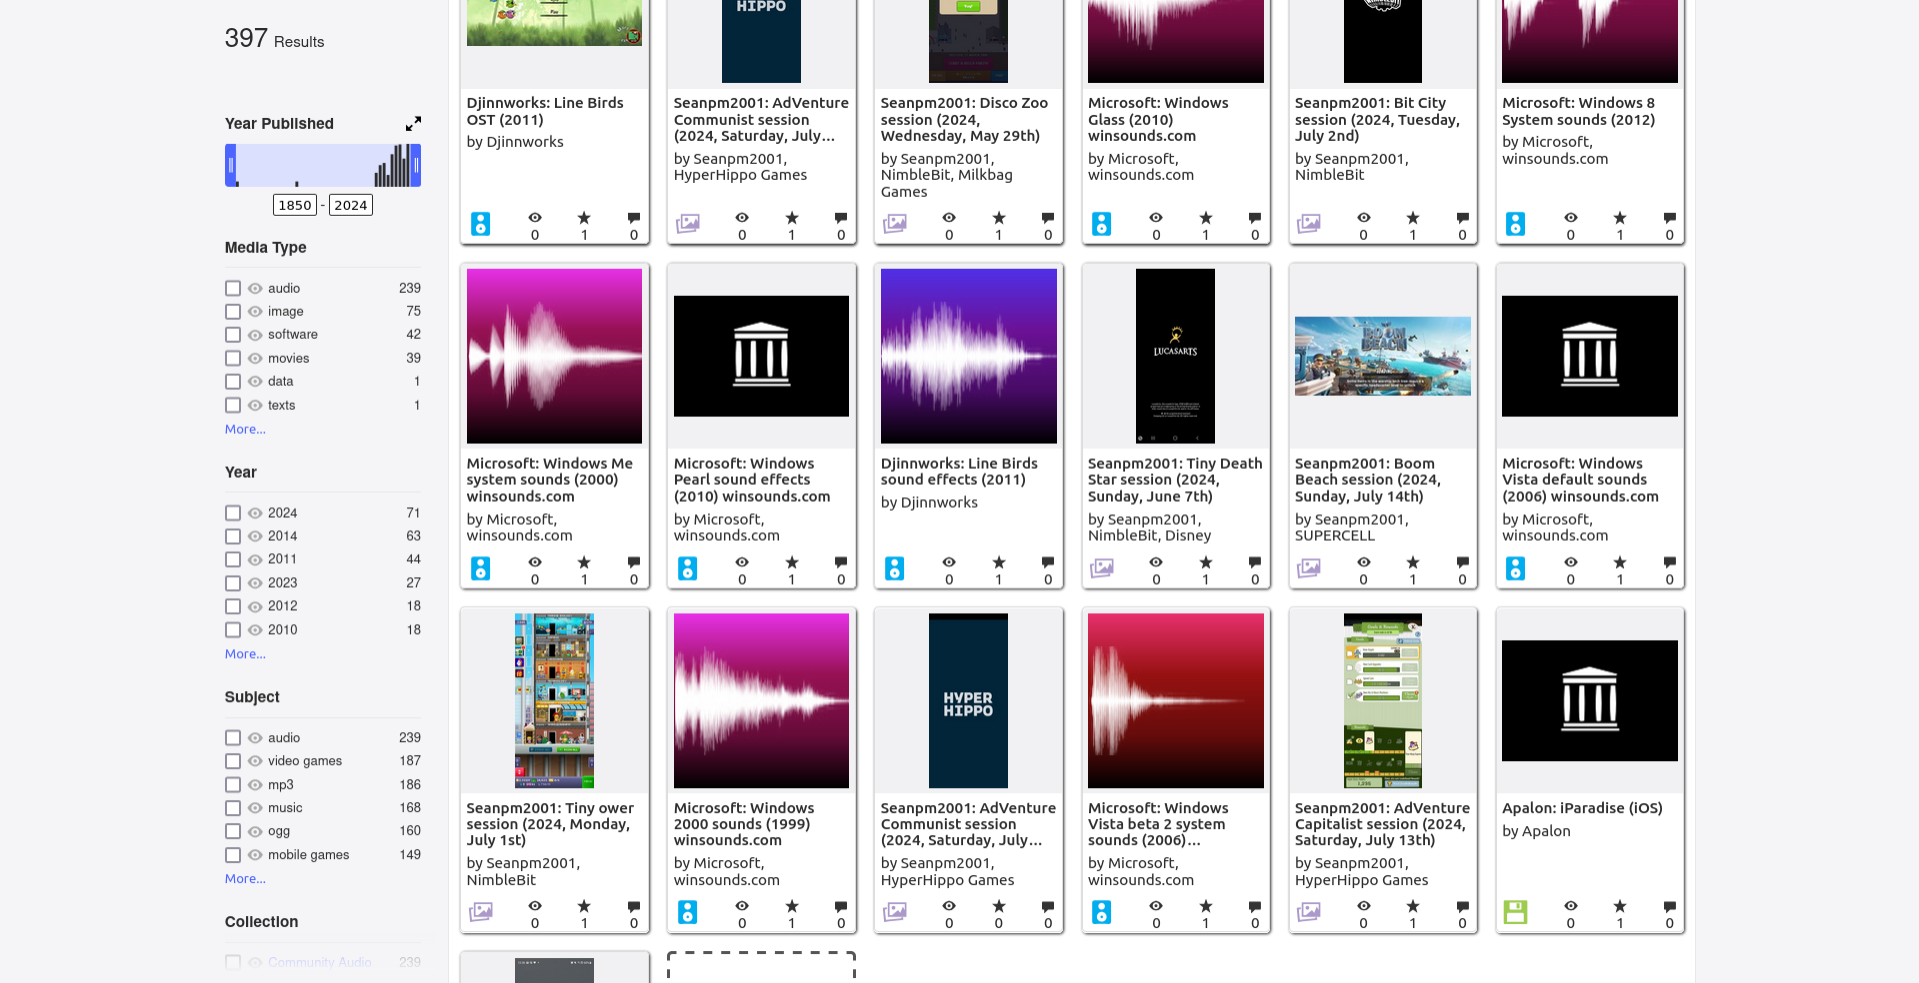 397 Results
Year Published
1850 - 2024
Media Type
audio 239
image 75
software 42
movies 39
data 1
texts 1
More...
Year
2024 71
2014 63
2011 44
2023 27
2012 18
2010 18
More...
Subject
audio 239
video games 187
mp3 186
music 168
ogg 160
mobile games 149
More...
Collection
Community Audio 239
HIPPO
Djinnworks: Line Birds
OST (2011)
by Djinnworks
0 1 0
Seanpm2001: AdVenture
Communist session
(2024, Saturday, July...
by Seanpm2001,
HyperHippo Games
0 1 0
Seanpm2001: Disco Zoo
session (2024,
Wednesday, May 29th)
by Seanpm2001,
NimbleBit, Milkbag
Games
0 1 0
Microsoft: Windows
Glass (2010)
winsounds.com
by Microsoft,
winsounds.com
0 1 0
Seanpm2001: Bit City
session (2024, Tuesday,
July 2nd)
by Seanpm2001,
NimbleBit
0 1 0
Microsoft: Windows 8
System sounds (2012)
by Microsoft,
winsounds.com
0 1 0
Microsoft: Windows Me
system sounds (2000)
winsounds.com
by Microsoft,
winsounds.com
0 1 0
Microsoft: Windows
Pearl sound effects
(2010) winsounds.com
by Microsoft,
winsounds.com
0 1 0
Djinnworks: Line Birds
sound effects (2011)
by Djinnworks
0 1 0
LUCASARTS
Seanpm2001: Tiny Death
Star session (2024,
Sunday, June 7th)
by Seanpm2001,
NimbleBit, Disney
0 1 0
BOOM
BEACH
Seanpm2001: Boom
Beach session (2024,
Sunday, July 14th)
by Seanpm2001,
SUPERCELL
0 1 0
Microsoft: Windows
Vista default sounds
(2006) winsounds.com
by Microsoft,
winsounds.com
0 1 0
Seanpm2001: Tiny ower
session (2024, Monday,
July 1st)
by Seanpm2001,
NimbleBit
0 1 0
Microsoft: Windows
2000 sounds (1999)
winsounds.com
by Microsoft,
winsounds.com
0 1 0
HYPER
HIPPO
Seanpm2001: AdVenture
Communist session
(2024, Saturday, July...
by Seanpm2001,
HyperHippo Games
0 0 0
Microsoft: Windows
Vista beta 2 system
sounds (2006)...
by Microsoft,
winsounds.com
0 1 0
Seanpm2001: AdVenture
Capitalist session (2024,
Saturday, July 13th)
by Seanpm2001,
HyperHippo Games
0 1 0
Apalon: iParadise (iOS)
by Apalon
0 1 0